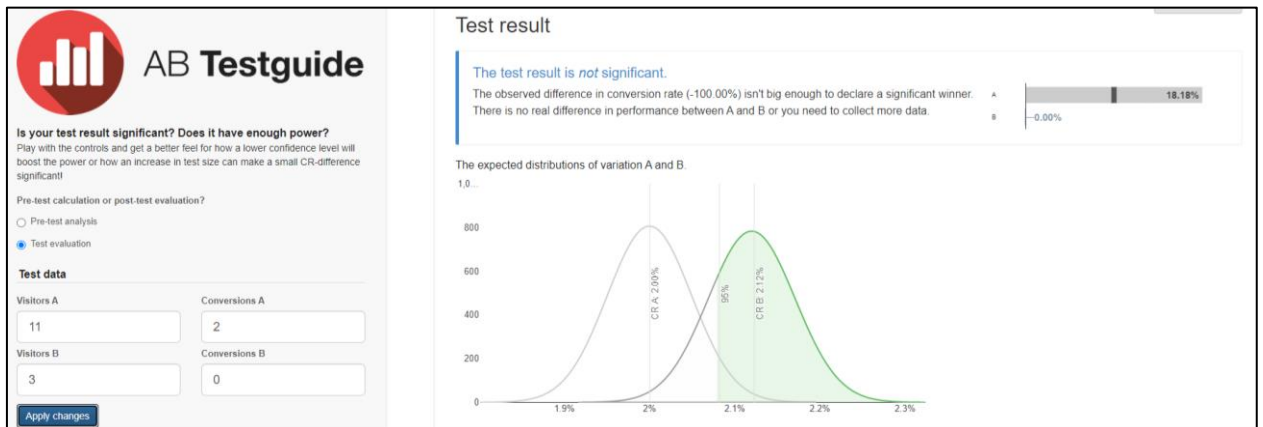 AB Testguide
Is your test result significant? Does it have enough power?
Play with the controls and get a better feel for how a lower confidence level will
boost the power or how an increase in test size can make a small CR-difference
significant!
Pre-test calculation or post-test evaluation?
Pre-test analysis
Test evaluation
Test data
Visitors A
Conversions A
11
2
Visitors B
Conversions B
3
0
Apply changes
Test result
The test result is not significant.
The observed difference in conversion rate (-100.00%) isn't big enough to declare a significant winner.
There is no real difference in performance between A and B or you need to collect more data.
A
18.18%
B
0.00%
The expected distributions of variation A and B.
1,0...
800
600
400
200
0
CR A: 2.00%
95%
CR B: 2.12%
1.9%
2%
2.1%
2.2%
2.3%